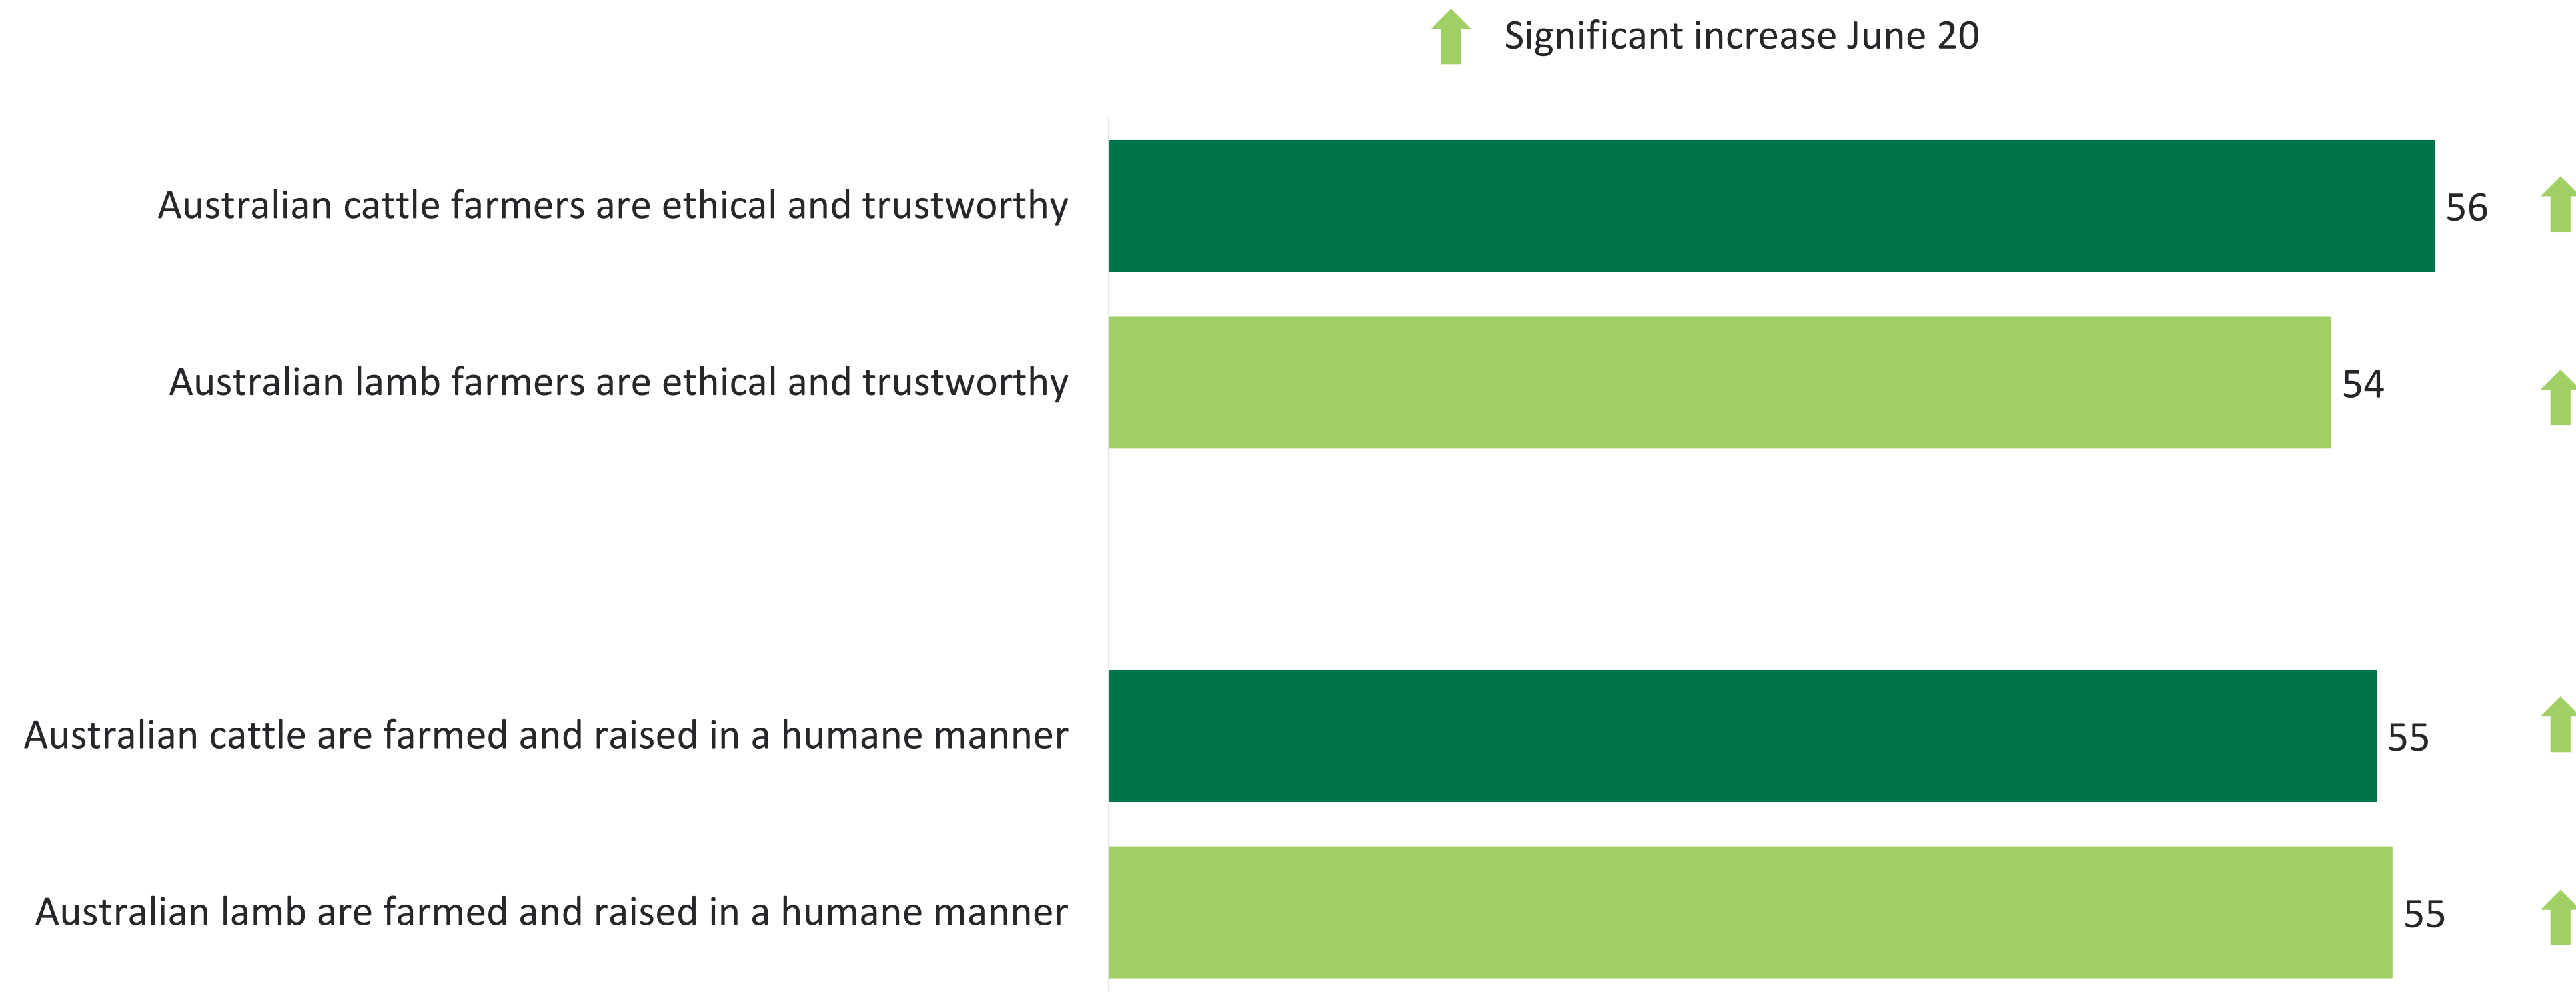 Significant increase June 20
Australian cattle farmers are ethical and trustworthy
56
Australian lamb farmers are ethical and trustworthy
54
Australian cattle are farmed and raised in a humane manner
55
Australian lamb are farmed and raised in a humane manner
55